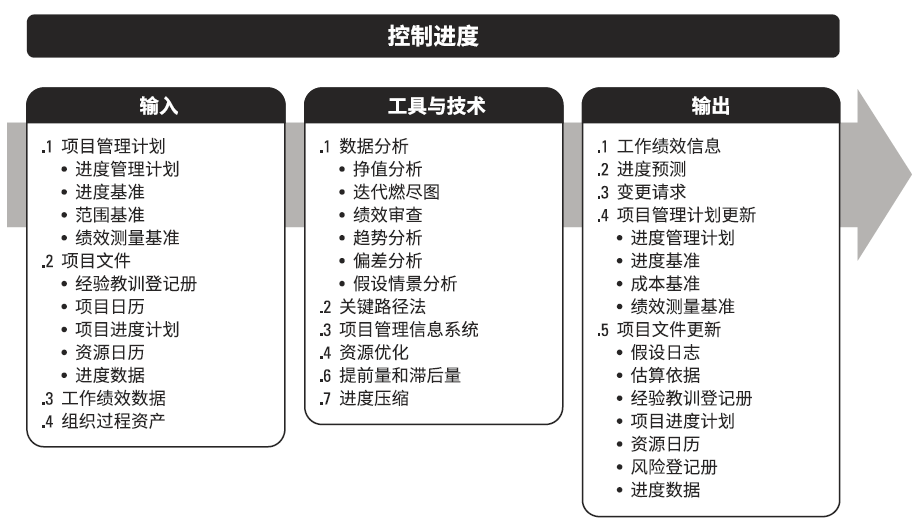 控制进度
输入
.1 项目管理计划
• 进度管理计划
• 进度基准
• 范围基准
• 绩效测量基准
.2 项目文件
• 经验教训登记册
• 项目日历
• 项目进度计划
• 资源日历
• 进度数据
.3 工作绩效数据
.4 组织过程资产
工具与技术
.1 数据分析
• 挣值分析
• 迭代燃尽图
• 绩效审查
• 趋势分析
• 偏差分析
• 假设情景分析
.2 关键路径法
.3 项目管理信息系统
.4 资源优化
.6 提前量和滞后量
.7 进度压缩
输出
.1 工作绩效信息
.2 进度预测
.3 变更请求
.4 项目管理计划更新
• 进度管理计划
• 进度基准
• 成本基准
• 绩效测量基准
.5 项目文件更新
• 假设日志
• 估算依据
• 经验教训登记册
• 项目进度计划
• 资源日历
• 风险登记册
• 进度数据